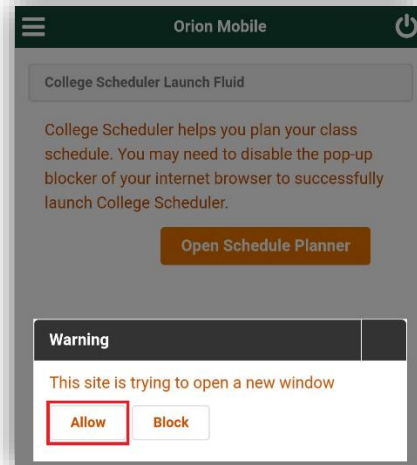 Orion Mobile
College Scheduler Launch Fluid
College Scheduler helps you plan your class
schedule. You may need to disable the pop-up
blocker of your internet browser to successfully
launch College Scheduler.
Open Schedule Planner
Warning
This site is trying to open a new window
Allow Block